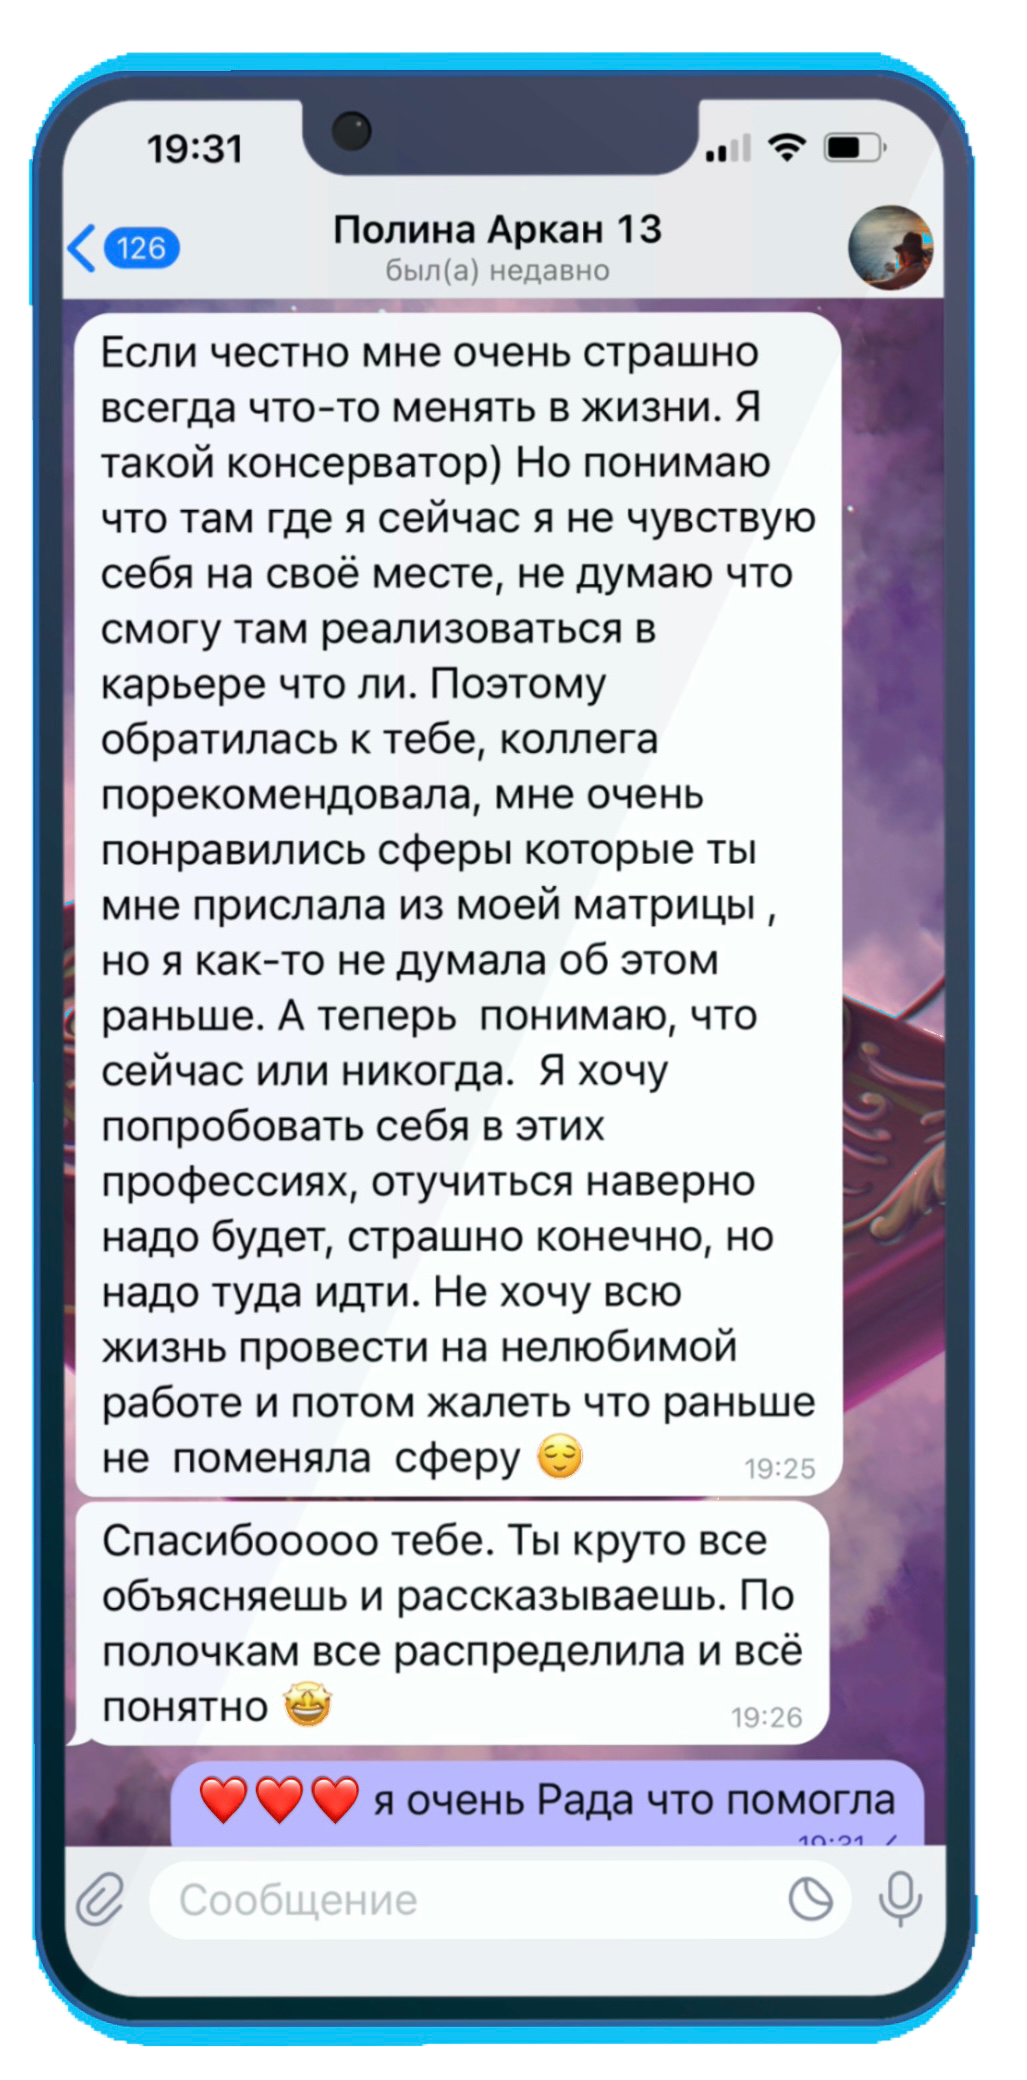 19:31
126
Полина Аркан 13
был(а) недавно
Если честно мне очень страшно
всегда что-то менять в жизни. Я
такой консерватор) Но понимаю
что там где я сейчас я не чувствую
себя на своё месте, не думаю что
смогу там реализоваться в
карьере что ли. Поэтому
обратилась к тебе, коллега
порекомендовала, мне очень
понравились сферы которые ты
мне прислала из моей матрицы ,
но я как-то не думала об этом
раньше. А теперь  понимаю, что
сейчас или никогда.  Я хочу
попробовать себя в этих
профессиях, отучиться наверно
надо будет, страшно конечно, но
надо туда идти. Не хочу всю
жизнь провести на нелюбимой
работе и потом жалеть что раньше
не  поменяла  сферу 😌
19:25
Спасибооооо тебе. Ты круто все
объясняешь и рассказываешь. По
полочкам все распределила и всё
понятно 🤩
19:26
❤️❤️❤️ я очень Рада что помогла
19:31
Сообщение